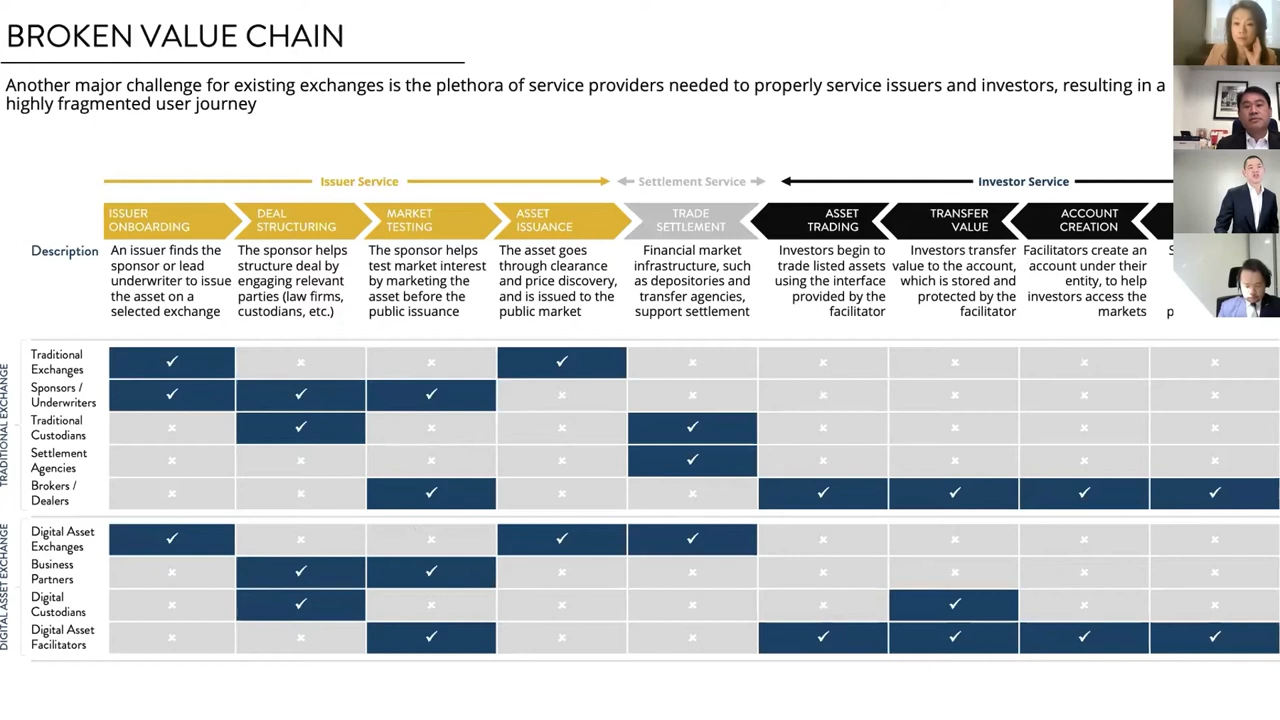 BROKEN VALUE CHAIN
Another major challenge for existing exchanges is the plethora of service providers needed to properly service issuers and investors, resulting in a
highly fragmented user journey
Issuer Service
Settlement Service
Investor Service
ISSUER
ONBOARDING
DEAL
STRUCTURING
MARKET
TESTING
ASSET
ISSUANCE
TRADE
SETTLEMENT
ASSET
TRADING
TRANSFER
VALUE
ACCOUNT
CREATION
Description
An issuer finds the
sponsor or lead
underwriter to issue
the asset on a
selected exchange
The sponsor helps
structure deal by
engaging relevant
parties (law firms,
custodians, etc.)
The sponsor helps
test market interest
by marketing the
asset before the
public issuance
The asset goes
through clearance
and price discovery,
and is issued to the
public market
Financial market
infrastructure, such
as depositories and
transfer agencies,
support settlement
Investors begin to
trade listed assets
using the interface
provided by the
facilitator
Investors transfer
value to the account,
which is stored and
protected by the
facilitator
Facilitators create an
account under their
entity, to help
investors access the
markets
TRADITIONAL EXCHANGE
Traditional
Exchanges
Sponsors /
Underwriters
Traditional
Custodians
Settlement
Agencies
Brokers /
Dealers
DIGITAL ASSET EXCHANGE
Digital Asset
Exchanges
Business
Partners
Digital
Custodians
Digital Asset
Facilitators